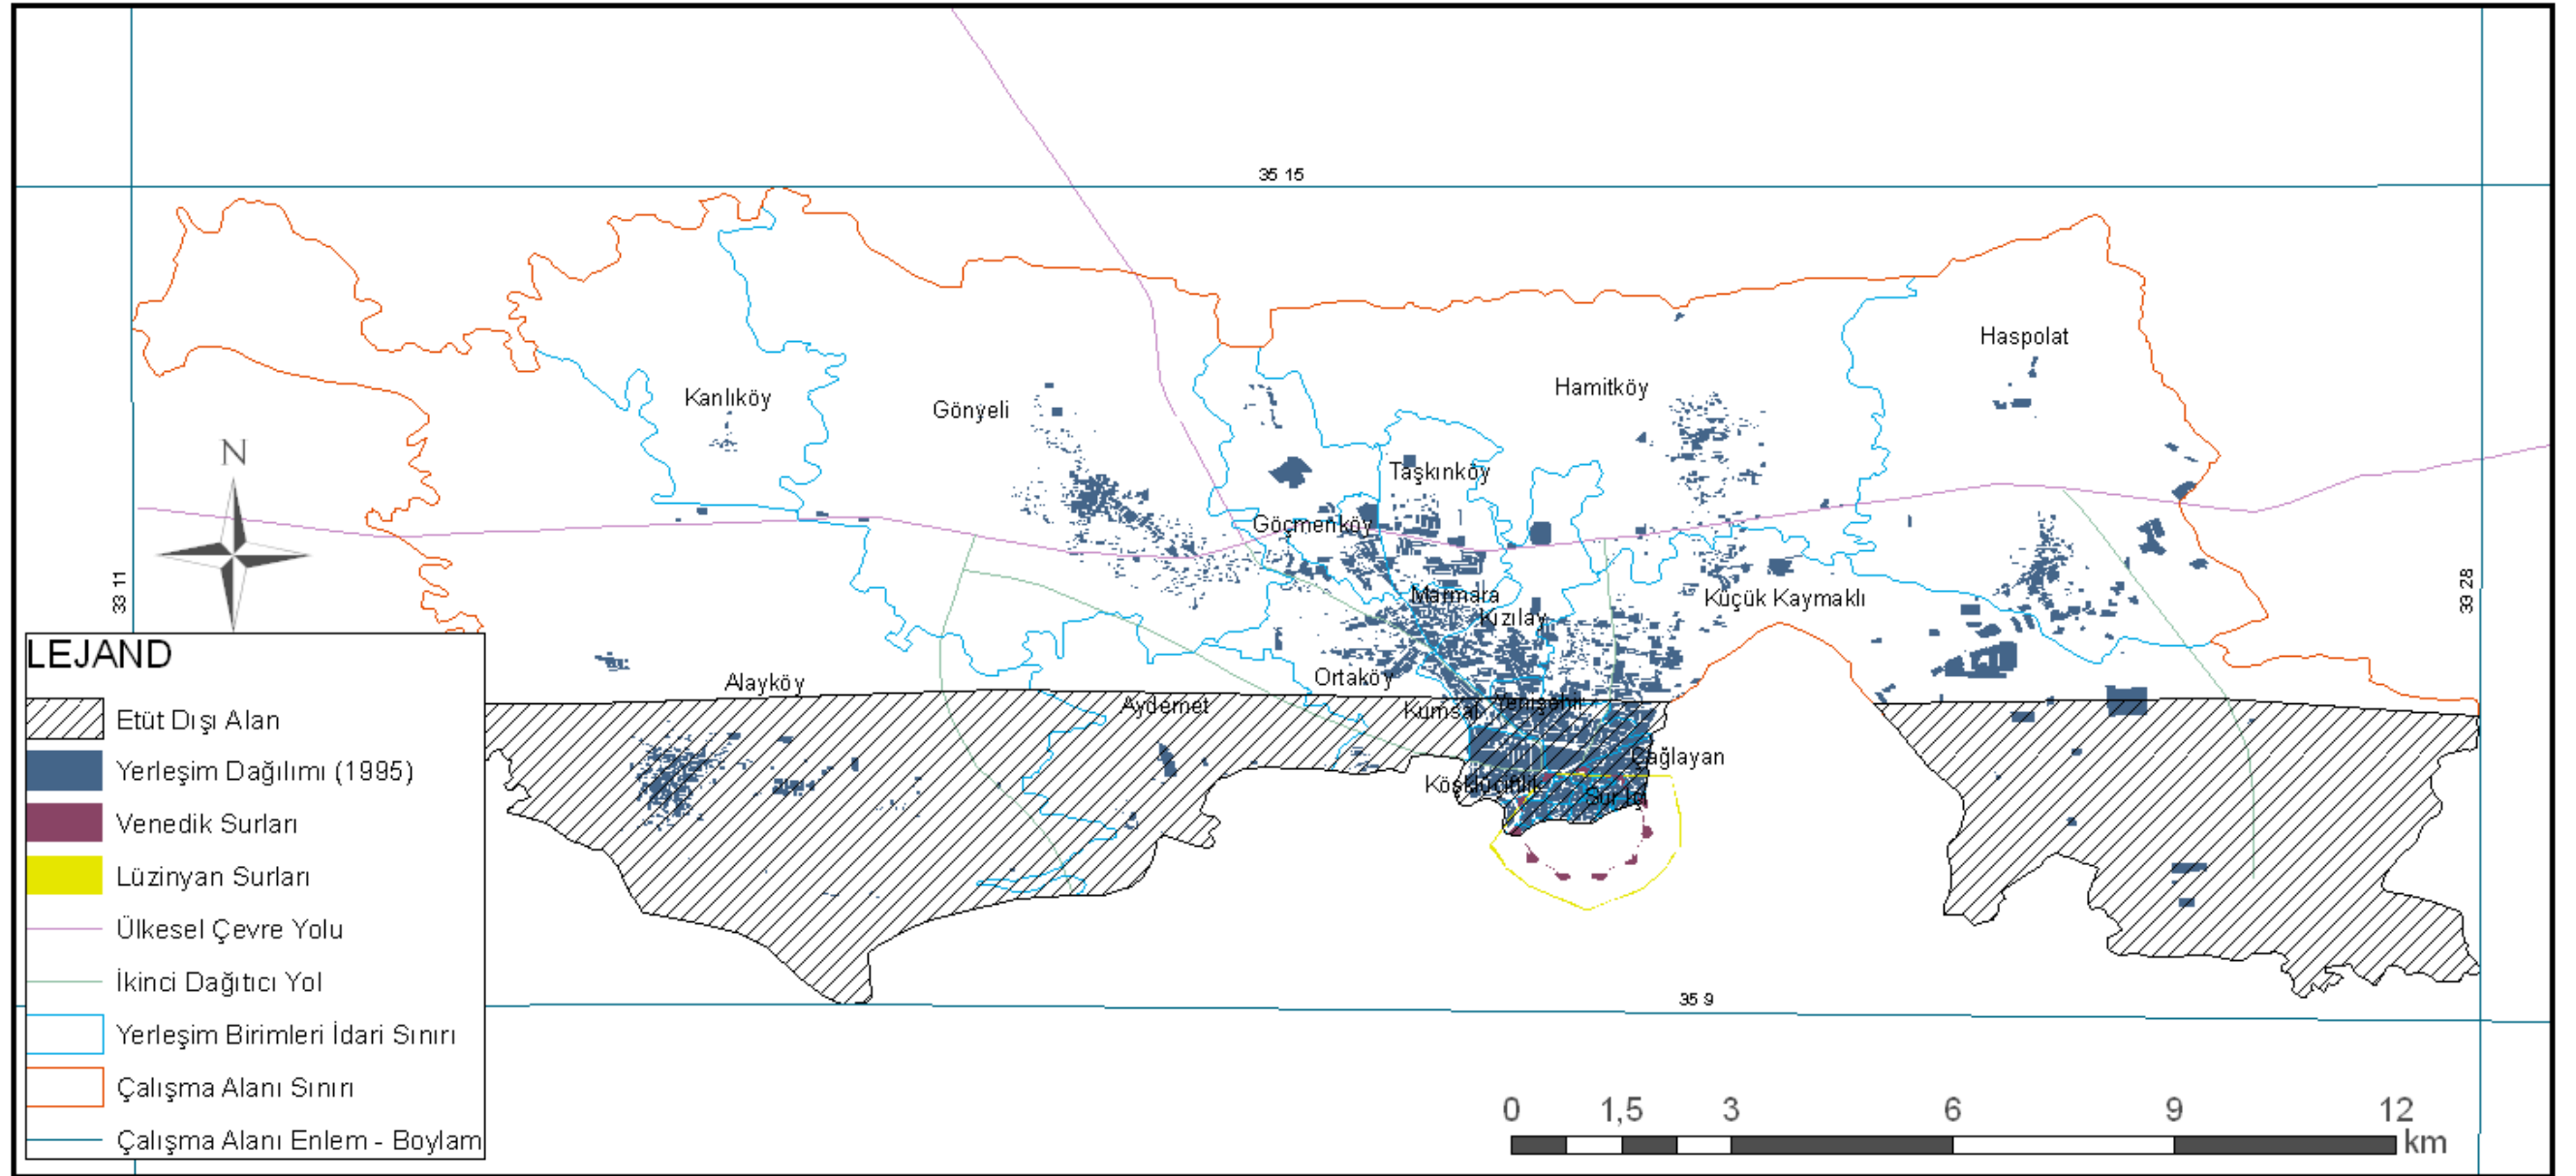 35 15
Haspolat
Kanlıköy
Hamitköy
Gönyeli
N
Taşkınköy
Göçmenköy
33 11
33 28
Marmara
Küçük Kaymaklı
Kızılay
Ortaköy
Alayköy
Aydemet
Kumsal
Yenişehir
Çağlayan
Köşklüçiftlik
Sur İçi
35 9
LEJAND
Etüt Dışı Alan
Yerleşim Dağılımı (1995)
Venedik Surları
Lüzinyan Surları
Ülkesel Çevre Yolu
İkinci Dağıtıcı Yol
Yerleşim Birimleri İdari Sınırı
Çalışma Alanı Sınırı
Çalışma Alanı Enlem - Boylam
0 1,5 3 6 9 12
km